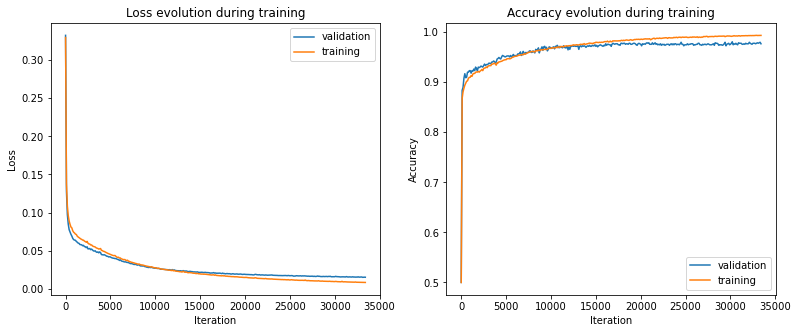 Loss evolution during training
validation
training
0.30
0.25
0.20
0.15
0.10
0.05
0.00
Loss
0 5000 10000 15000 20000 25000 30000 35000
Iteration
Accuracy evolution during training
1.0
0.9
0.8
0.7
0.6
0.5
Accuracy
validation
training
0 5000 10000 15000 20000 25000 30000 35000
Iteration